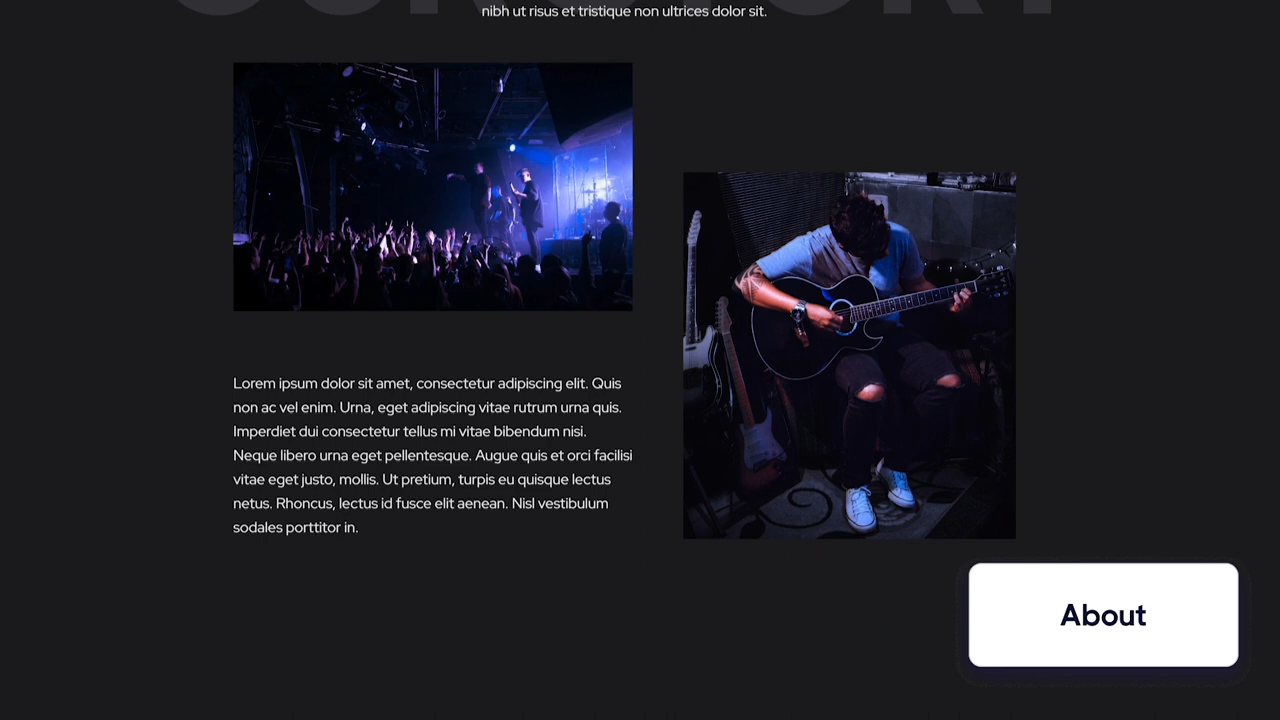 nibh ut risus et tristique non ultrices dolor sit.
Lorem ipsum dolor sit amet, consectetur adipiscing elit. Quis
non ac vel enim. Urna, eget adipiscing vitae rutrum urna quis.
Imperdiet dui consectetur tellus mi vitae bibendum nisi.
Neque libero urna eget pellentesque. Augue quis et orci facilisi
vitae eget justo, mollis. Ut pretium, turpis eu quisque lectus
netus. Rhoncus, lectus id fusce elit aenean. Nisl vestibulum
sodales porttitor in.
About